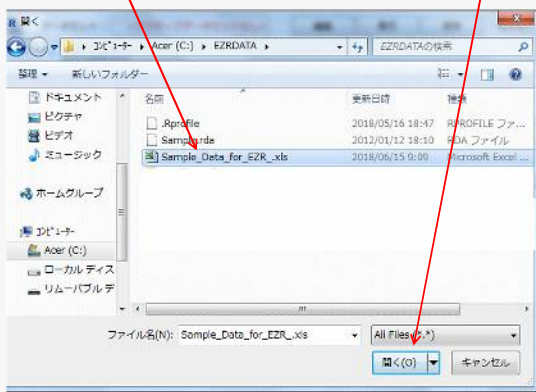 R 開く
コンピューター ▸ Acer (C:) ▸ EZRDATA ▸
EZRDATAの検索
整理 ▾ 新しいフォルダー
名前 更新日時 種類
ドキュメント
ピクチャ
ビデオ
ミュージック
ホームグループ
コンピューター
Acer (C:)
ローカル ディス
リムーバブル デ
.Rprofile 2018/05/16 18:47 RPROFILE ファ...
Sample.rda 2012/01/12 18:10 RDA ファイル
Sample_Data_for_EZR_.xls 2018/06/15 9:09 Microsoft Excel ...
ファイル名(N): Sample_Data_for_EZR_.xls All Files (*.*)
開く(O) キャンセル